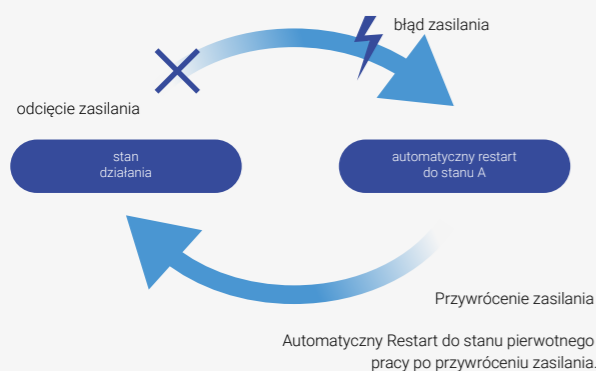 błąd zasilania
odcięcie zasilania
stan
działania
automatyczny restart
do stanu A
Przywrócenie zasilania
Automatyczny Restart do stanu pierwotnego
pracy po przywróceniu zasilania.